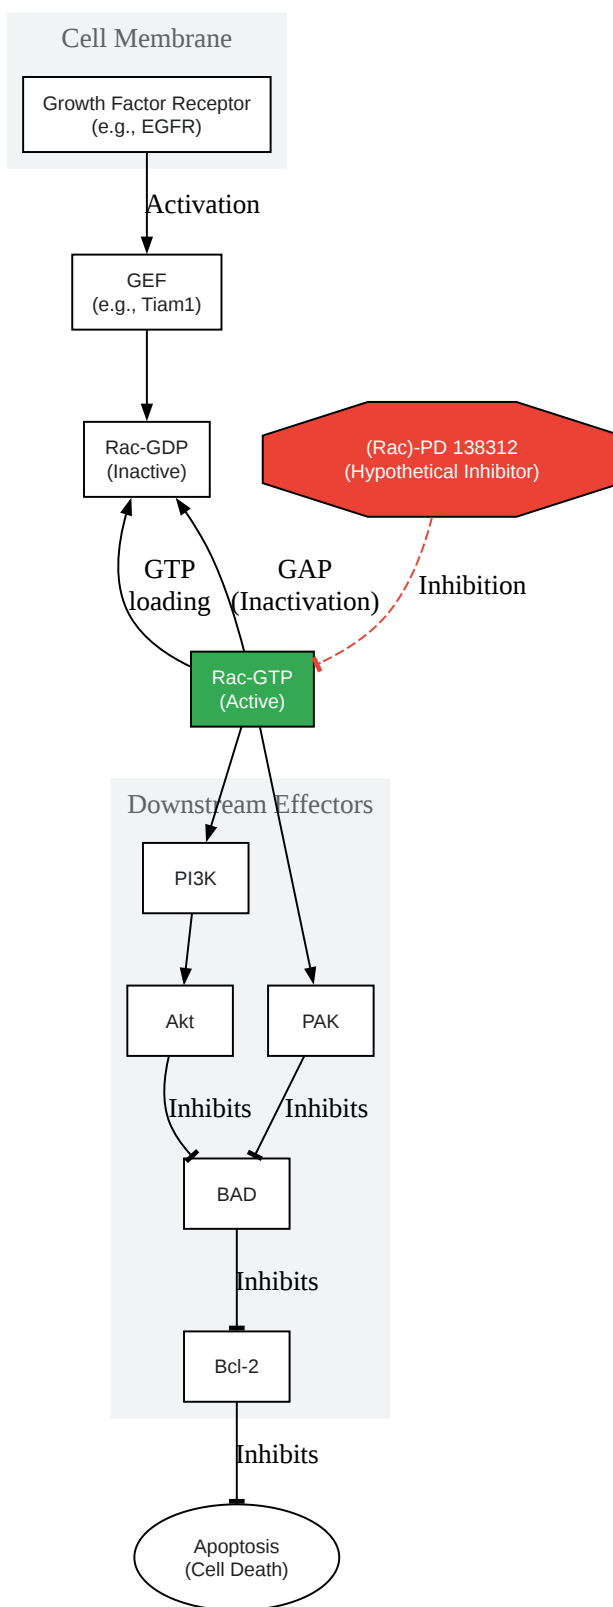 Cell Membrane
Growth Factor Receptor
(e.g., EGFR)
Activation
GEF
(e.g., Tiam1)
Rac-GDP
(Inactive)
(Rac)-PD 138312
(Hypothetical Inhibitor)
GTP
loading
GAP
(Inactivation)
Inhibition
Rac-GTP
(Active)
Downstream Effectors
PI3K
Akt
PAK
Inhibits
Inhibits
BAD
Inhibits
Bcl-2
Inhibits
Apoptosis
(Cell Death)